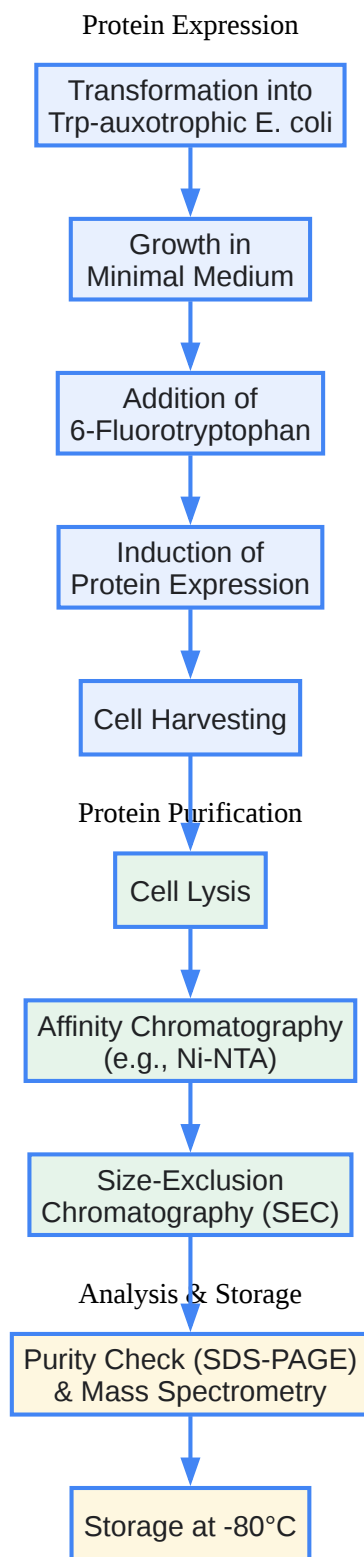 Protein Expression
Transformation into
Trp-auxotrophic E. coli
Growth in
Minimal Medium
Addition of
6-Fluorotryptophan
Induction of
Protein Expression
Cell Harvesting
Protein Purification
Cell Lysis
Affinity Chromatography
(e.g., Ni-NTA)
Size-Exclusion
Chromatography (SEC)
Analysis & Storage
Purity Check (SDS-PAGE)
& Mass Spectrometry
Storage at -80°C